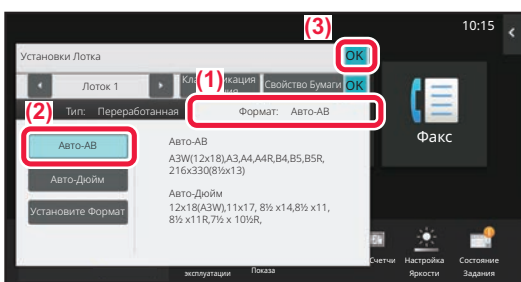 (3)
10:15
Установки Лотка
OK
Лоток 1
(1)
Свойство Бумаги
OK
(2)
Тип: Переработанная
Формат: Авто-AB
Авто-AB
Авто-AB
A3W(12x18),A3,A4,A4R,B4,B5,B5R,
216x330(8½x13)
Авто-Дюйм
Авто-Дюйм
12x18(A3W),11x17, 8½ x14,8½ x11,
8½ x11R,7½ x 10½R,
Установите Формат
Факс
Счетчи
Настройка
Яркости
Состояние
Задания
эксплуатации
Показа